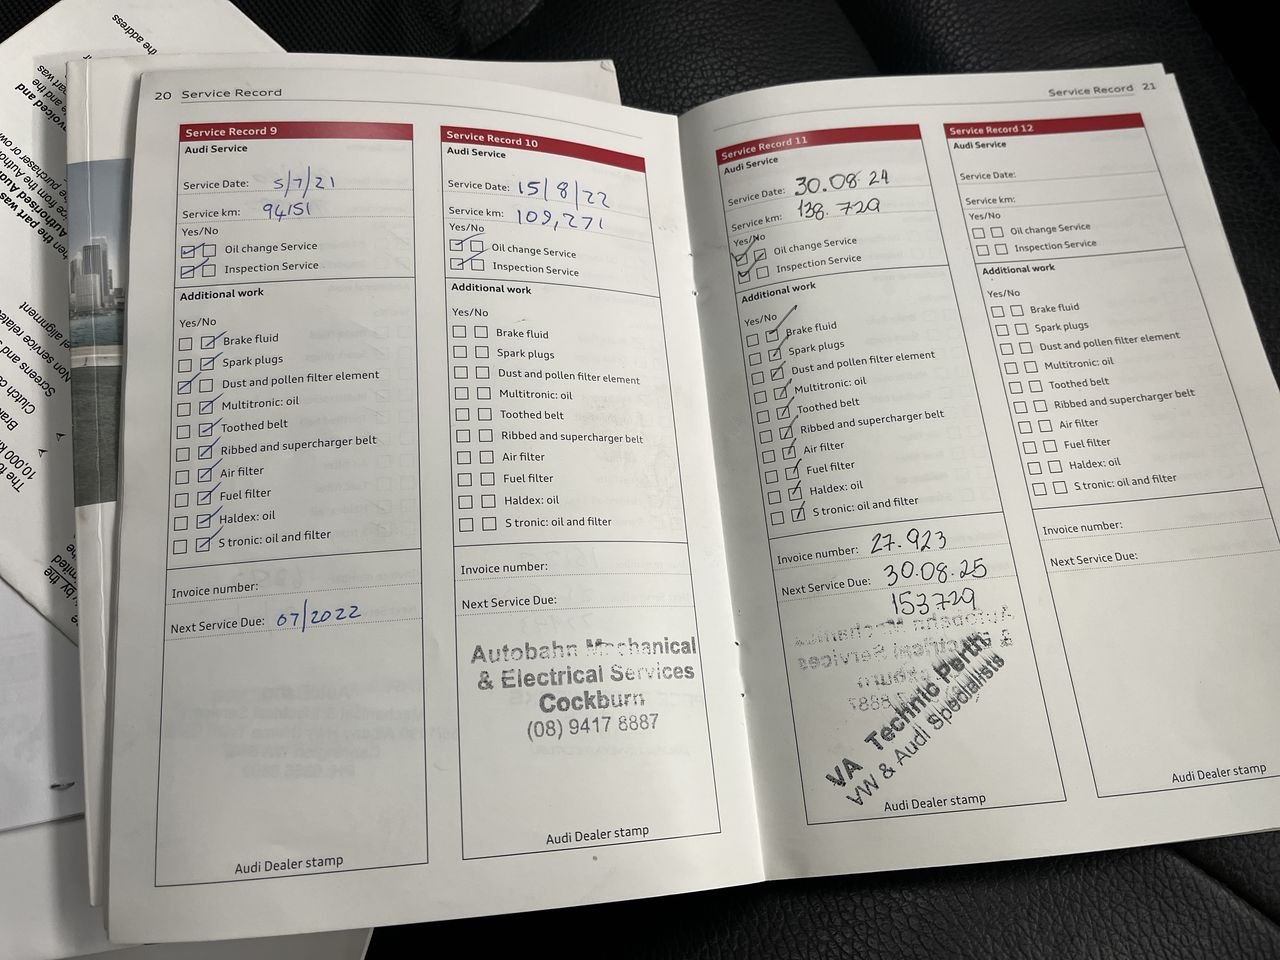 20 Service Record
Service Record 9
Audi Service
Service Date: 5/7/21
Service km: 94151
Yes/No
Oil change Service
Inspection Service
Additional work
Yes/No
Brake fluid
Spark plugs
Dust and pollen filter element
Multitronic: oil
Toothed belt
Ribbed and supercharger belt
Air filter
Fuel filter
Haldex: oil
S tronic: oil and filter
Invoice number:
Next Service Due: 07/2022
Audi Dealer stamp
Service Record 10
Audi Service
Service Date: 15/8/22
Service km: 109,271
Yes/No
Oil change Service
Inspection Service
Additional work
Yes/No
Brake fluid
Spark plugs
Dust and pollen filter element
Multitronic: oil
Toothed belt
Ribbed and supercharger belt
Air filter
Fuel filter
Haldex: oil
S tronic: oil and filter
Invoice number:
Next Service Due:
Autobahn Mechanical
& Electrical Services
Cockburn
(08) 9417 8887
Audi Dealer stamp
Service Record 21
Service Record 11
Audi Service
Service Date: 30.08.24
Service km: 138.729
Yes/No
Oil change Service
Inspection Service
Additional work
Yes/No
Brake fluid
Spark plugs
Dust and pollen filter element
Multitronic: oil
Toothed belt
Ribbed and supercharger belt
Air filter
Fuel filter
Haldex: oil
S tronic: oil and filter
Invoice number: 27.923
Next Service Due: 30.08.25
153729
VA Technic Perth
VW & Audi Specialists
Audi Dealer stamp
Service Record 12
Audi Service
Service Date:
Service km:
Yes/No
Oil change Service
Inspection Service
Additional work
Yes/No
Brake fluid
Spark plugs
Dust and pollen filter element
Multitronic: oil
Toothed belt
Ribbed and supercharger belt
Air filter
Fuel filter
Haldex: oil
S tronic: oil and filter
Invoice number:
Next Service Due:
Audi Dealer stamp